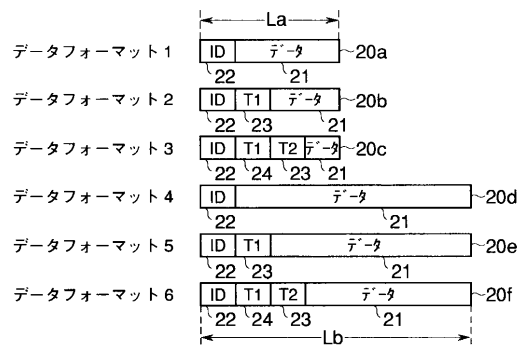 La
データフォーマット1 ID データ 20a
22 21
データフォーマット2 ID T1 データ 20b
22 23 21
データフォーマット3 ID T1 T2 データ 20c
22 24 23 21
データフォーマット4 ID データ 20d
22 21
データフォーマット5 ID T1 データ 20e
22 23 21
データフォーマット6 ID T1 T2 データ 20f
22 24 23 21
Lb